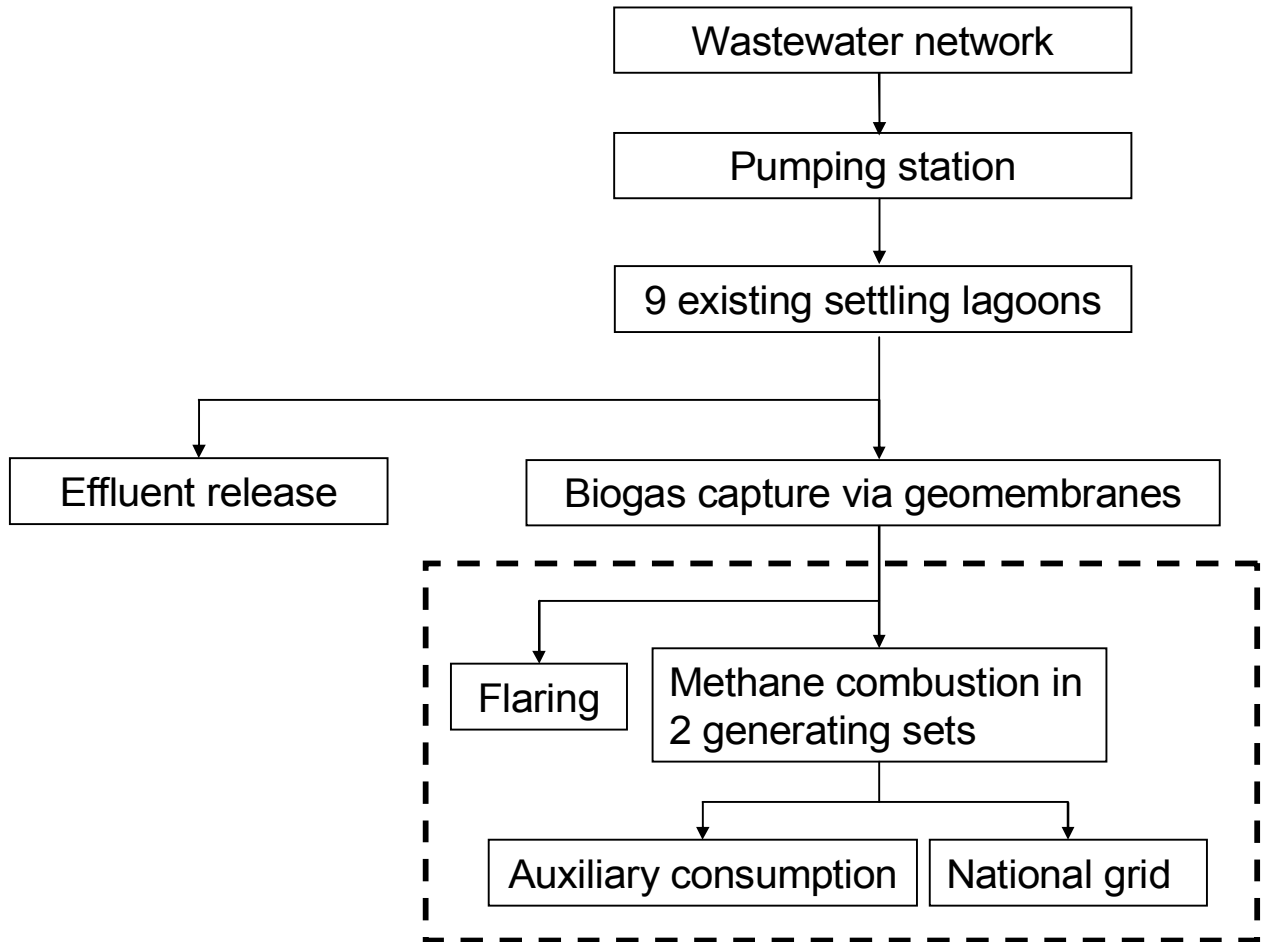 Wastewater network
Pumping station
9 existing settling lagoons
Effluent release
Biogas capture via geomembranes
Flaring
Methane combustion in
2 generating sets
Auxiliary consumption
National grid